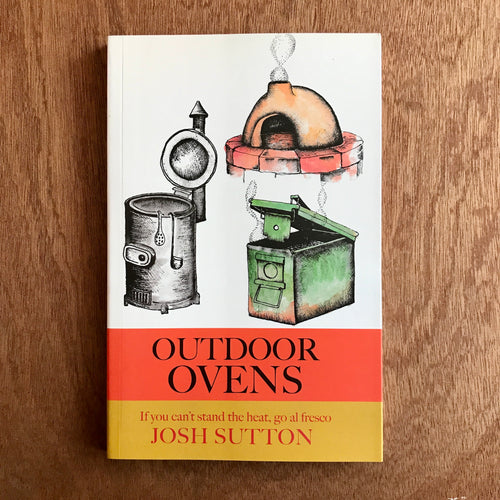 OUTDOOR
OVENS
If you can't stand the heat, go al fresco
JOSH SUTTON